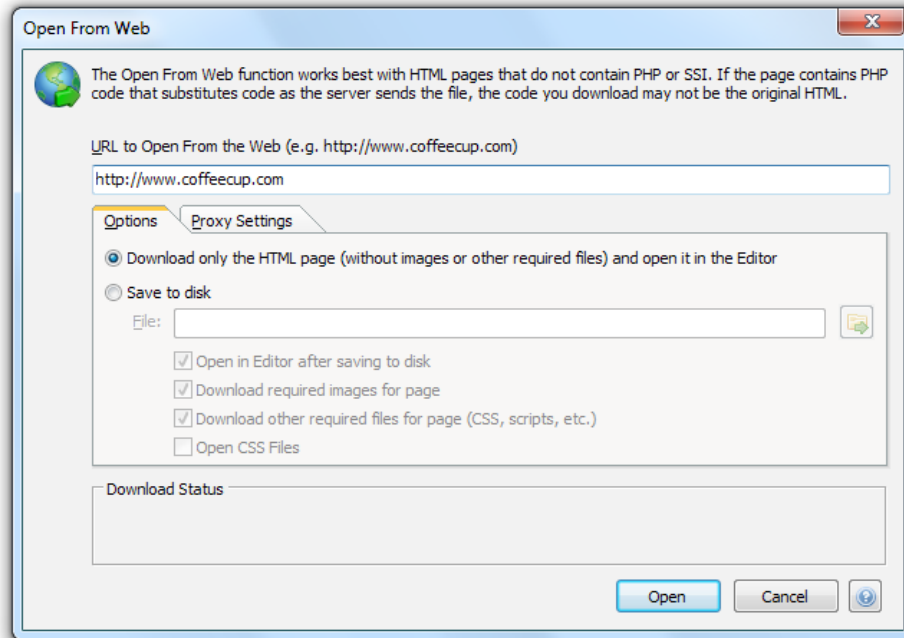 Open From Web
The Open From Web function works best with HTML pages that do not contain PHP or SSI. If the page contains PHP
code that substitutes code as the server sends the file, the code you download may not be the original HTML.
URL to Open From the Web (e.g. http://www.coffeecup.com)
http://www.coffeecup.com
Options Proxy Settings
Download only the HTML page (without images or other required files) and open it in the Editor
Save to disk
File:
Open in Editor after saving to disk
Download required images for page
Download other required files for page (CSS, scripts, etc.)
Open CSS Files
Download Status
Open Cancel